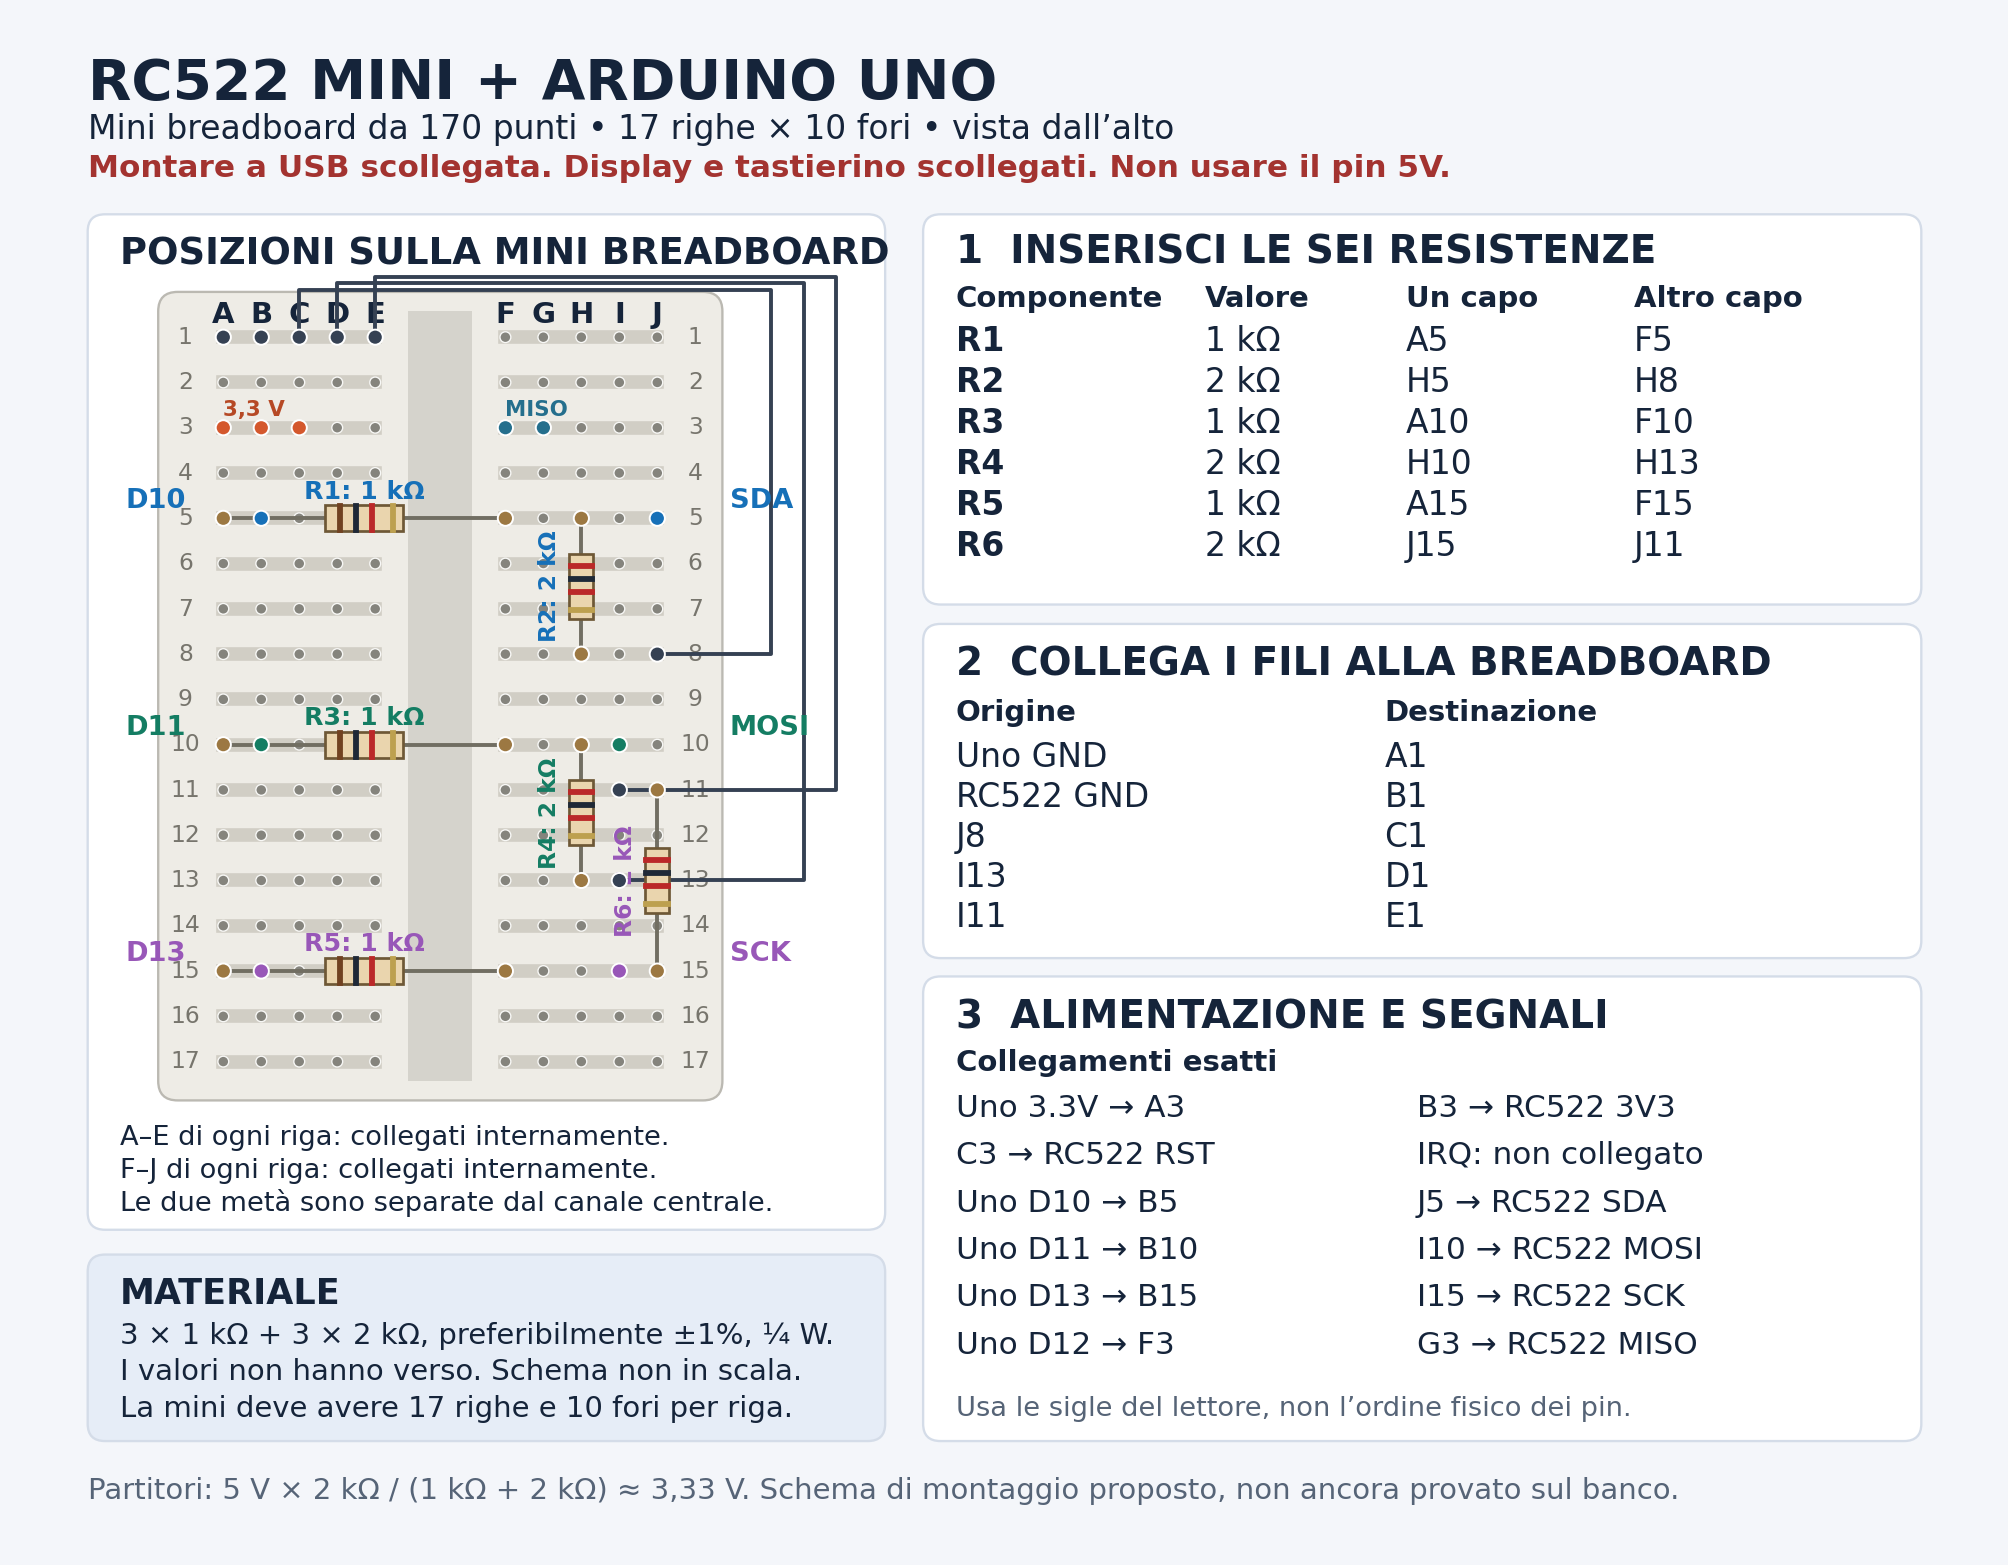 RC522 MINI + ARDUINO UNO
Mini breadboard da 170 punti • 17 righe × 10 fori • vista dall’alto
Montare a USB scollegata. Display e tastierino scollegati. Non usare il pin 5V.
POSIZIONI SULLA MINI BREADBOARD
A B C D E F G H I J
1 1
2 2
3,3 V MISO
3 3
4 4
D10 R1: 1 kΩ SDA
5 5
R2: 2 kΩ
6 6
7 7
8 8
9 9
D11 R3: 1 kΩ MOSI
10 10
R4: 2 kΩ
11 11
12 12
R6: kΩ
13 13
14 14
D13 R5: 1 kΩ SCK
15 15
16 16
17 17
A–E di ogni riga: collegati internamente.
F–J di ogni riga: collegati internamente.
Le due metà sono separate dal canale centrale.
MATERIALE
3 × 1 kΩ + 3 × 2 kΩ, preferibilmente ±1%, ¼ W.
I valori non hanno verso. Schema non in scala.
La mini deve avere 17 righe e 10 fori per riga.
1 INSERISCI LE SEI RESISTENZE
Componente Valore Un capo Altro capo
R1 1 kΩ A5 F5
R2 2 kΩ H5 H8
R3 1 kΩ A10 F10
R4 2 kΩ H10 H13
R5 1 kΩ A15 F15
R6 2 kΩ J15 J11
2 COLLEGA I FILI ALLA BREADBOARD
Origine Destinazione
Uno GND A1
RC522 GND B1
J8 C1
I13 D1
I11 E1
3 ALIMENTAZIONE E SEGNALI
Collegamenti esatti
Uno 3.3V → A3 B3 → RC522 3V3
C3 → RC522 RST IRQ: non collegato
Uno D10 → B5 J5 → RC522 SDA
Uno D11 → B10 I10 → RC522 MOSI
Uno D13 → B15 I15 → RC522 SCK
Uno D12 → F3 G3 → RC522 MISO
Usa le sigle del lettore, non l’ordine fisico dei pin.
Partitori: 5 V × 2 kΩ / (1 kΩ + 2 kΩ) ≈ 3,33 V. Schema di montaggio proposto, non ancora provato sul banco.